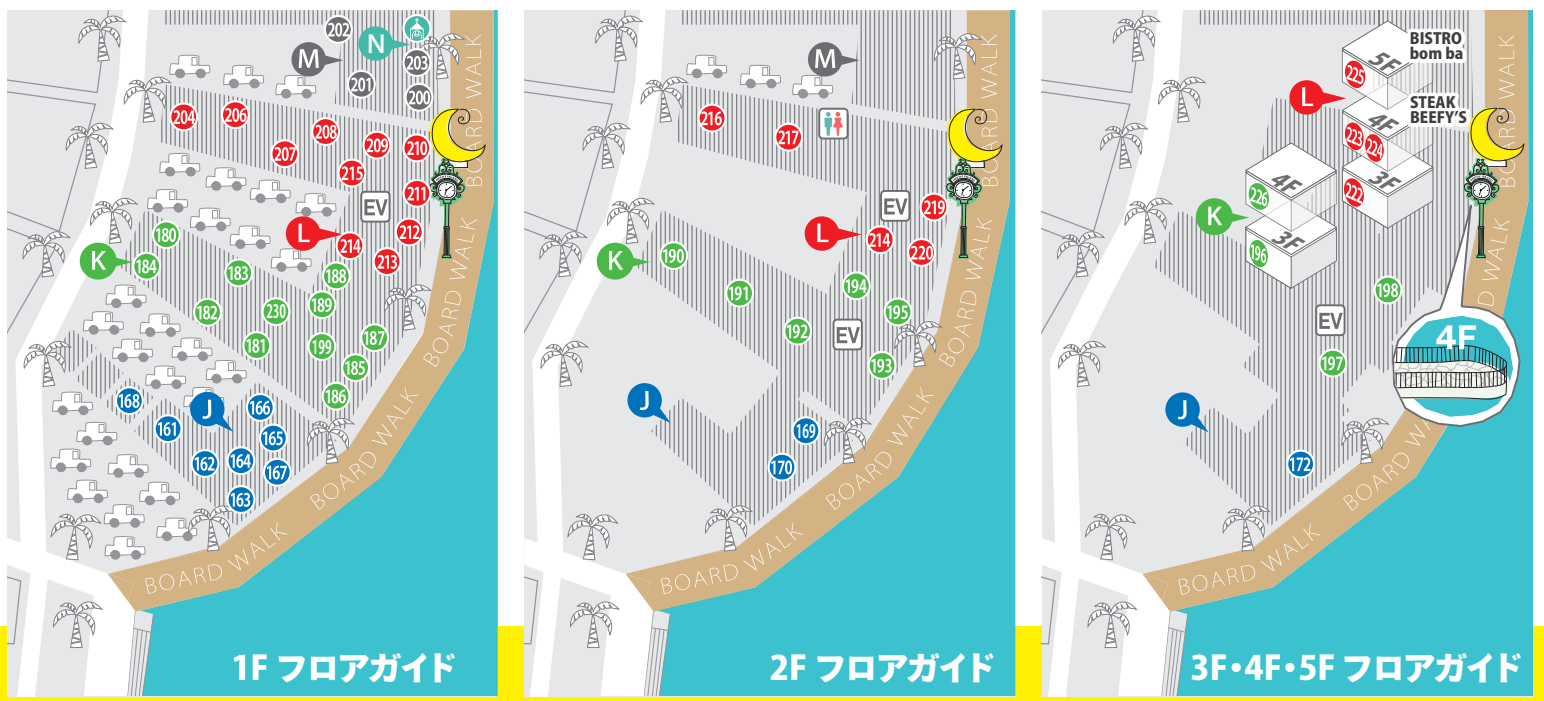 202
N
M
203
201
200
204
206
208
209
210
207
215
211
EV
L
212
214
213
180
K
184
183
188
182
230
189
181
199
187
185
186
168
J
166
161
165
162
164
167
163
BOARD WALK
BOARD WALK
BOARD WALK
BOARD WALK
1F フロアガイド
M
216
217
EV
219
L
214
220
K
190
191
194
195
192
EV
193
J
169
170
BOARD WALK
BOARD WALK
BOARD WALK
BOARD WALK
2F フロアガイド
BISTRO
bom ba
5F
225
L
STEAK
BEEFY'S
4F
223
224
3F
222
4F
226
K
3F
196
198
EV
197
4F
J
172
BOARD WALK
BOARD WALK
BOARD WA
BOARD WALK
3F・4F・5F フロアガイド